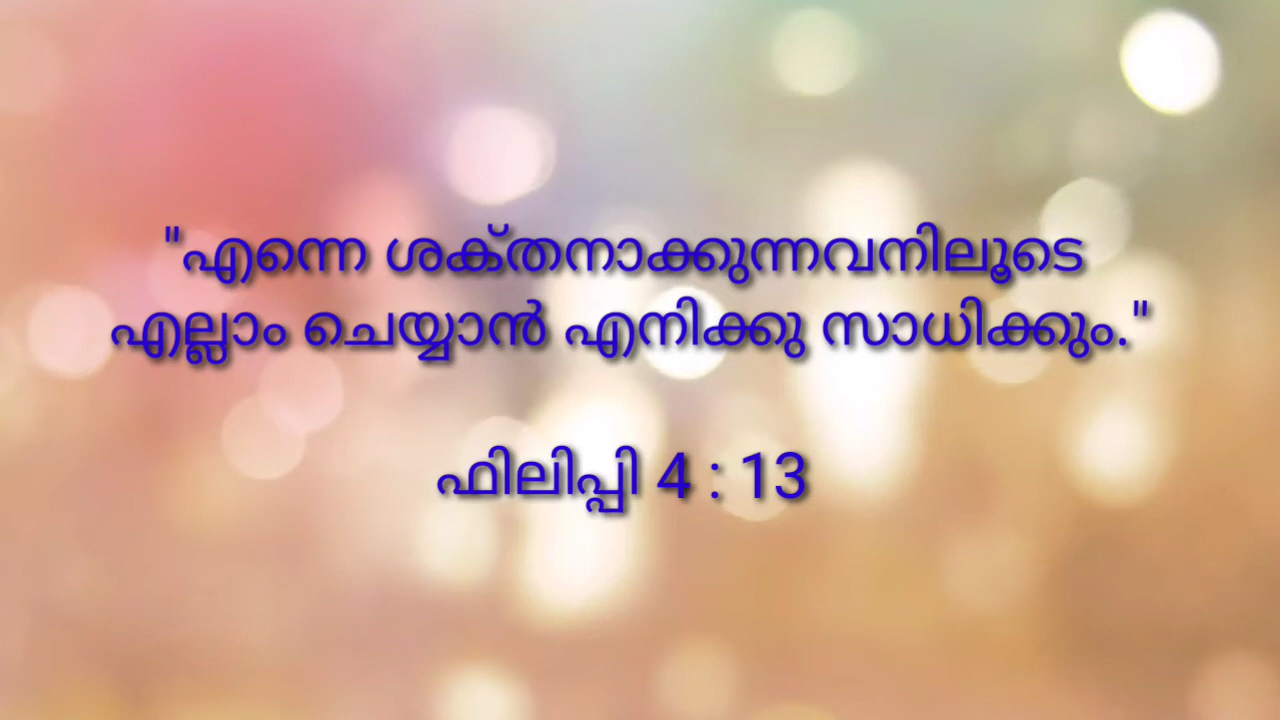 "എന്നെ ശക്‌തനാക്കുന്നവനിലൂടെ
എല്ലാം ചെയ്യാൻ എനിക്കു സാധിക്കും."
ഫിലിപ്പി 4 : 13